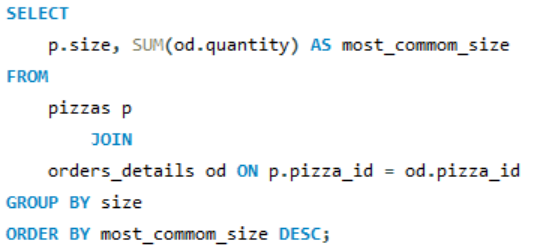 SELECT
p.size, SUM(od.quantity) AS most_commom_size
FROM
pizzas p
JOIN
orders_details od ON p.pizza_id = od.pizza_id
GROUP BY size
ORDER BY most_commom_size DESC;